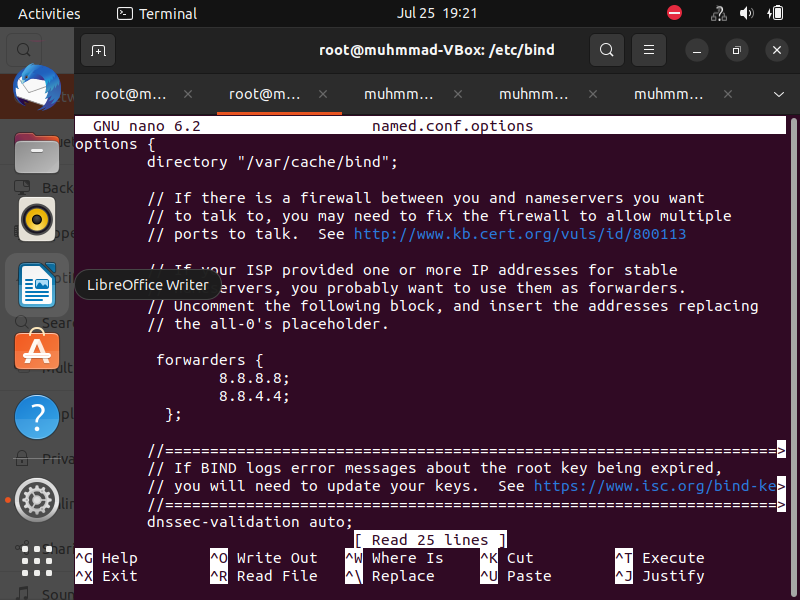 Activities Terminal Jul 25 19:21
root@muhmmad-VBox: /etc/bind
root@m... × root@m... × muhmm... × muhmm... × muhmm... ×
GNU nano 6.2 named.conf.options
options {
directory "/var/cache/bind";
// If there is a firewall between you and nameservers you want
// to talk to, you may need to fix the firewall to allow multiple
// ports to talk. See http://www.kb.cert.org/vuls/id/800113
// If your ISP provided one or more IP addresses for stable
LibreOffice Writer
servers, you probably want to use them as forwarders.
// Uncomment the following block, and insert the addresses replacing
// the all-0's placeholder.
forwarders {
8.8.8.8;
8.8.4.4;
};
//====================================================================>
// If BIND logs error messages about the root key being expired,
// you will need to update your keys. See https://www.isc.org/bind-ke>
//====================================================================>
dnssec-validation auto;
[ Read 25 lines ]
^G Help ^O Write Out ^W Where Is ^K Cut ^T Execute
^X Exit ^R Read File ^\ Replace ^U Paste ^J Justify
Back
Sear
Priva
Shari
Soun